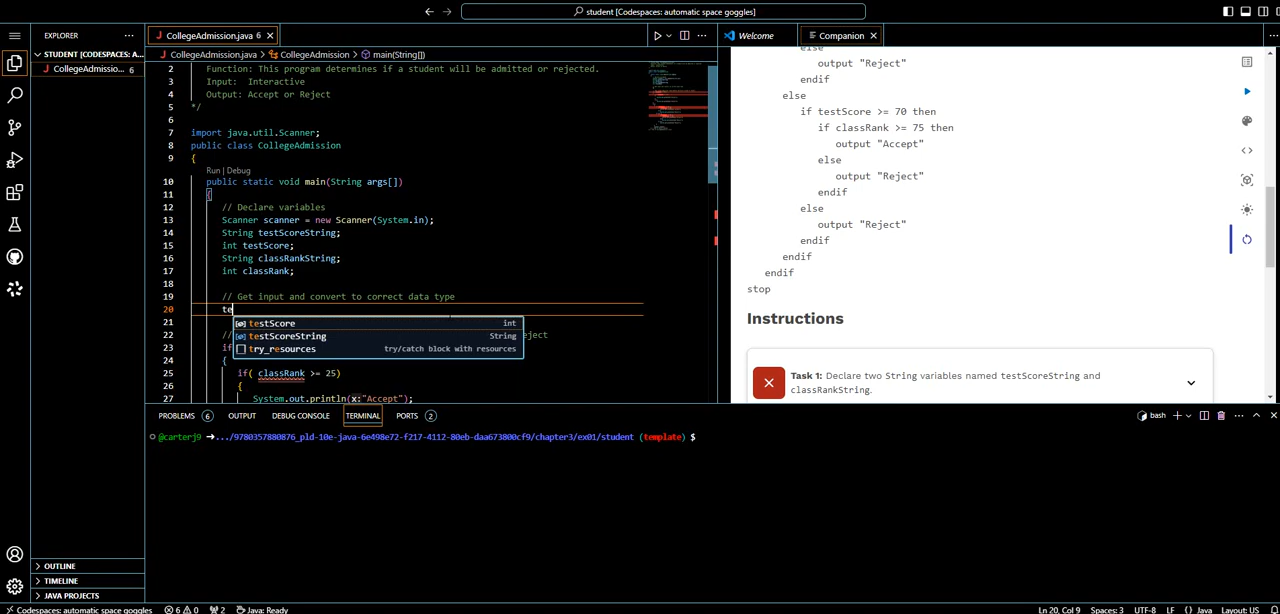 student [Codespaces: automatic space goggles]
EXPLORER
STUDENT [CODESPACES: A...
CollegeAdmissio... 6
CollegeAdmission.java 6
CollegeAdmission.java > CollegeAdmission > main(String[])
2 Function: This program determines if a student will be admitted or rejected.
3 Input: Interactive
4 Output: Accept or Reject
5 */
6
7 import java.util.Scanner;
8 public class CollegeAdmission
9 {
Run | Debug
10 public static void main(String args[])
11 {
12 // Declare variables
13 Scanner scanner = new Scanner(System.in);
14 String testScoreString;
15 int testScore;
16 String classRankString;
17 int classRank;
18
19 // Get input and convert to correct data type
20 te
testScore int
testScoreString String
try_resources try/catch block with resources
21
22 // eject
23 if
24 {
25 if( classRank >= 25)
26 {
27 System.out.println(x:"Accept");
Welcome
Companion
else
output "Reject"
endif
else
if testScore >= 70 then
if classRank >= 75 then
output "Accept"
else
output "Reject"
endif
else
output "Reject"
endif
endif
endif
stop
Instructions
Task 1: Declare two String variables named testScoreString and
classRankString.
PROBLEMS 6 OUTPUT DEBUG CONSOLE TERMINAL PORTS 2
bash
@carterj9 ➜.../9780357880876_pld-10e-java-6e498e72-f217-4112-80eb-daa673800cf9/chapter3/ex01/student (template) $
OUTLINE
TIMELINE
JAVA PROJECTS
Codespaces: automatic space goggles 6 0 2 Java: Ready
Ln 20, Col 9 Spaces: 3 UTF-8 LF {} Java Layout: US